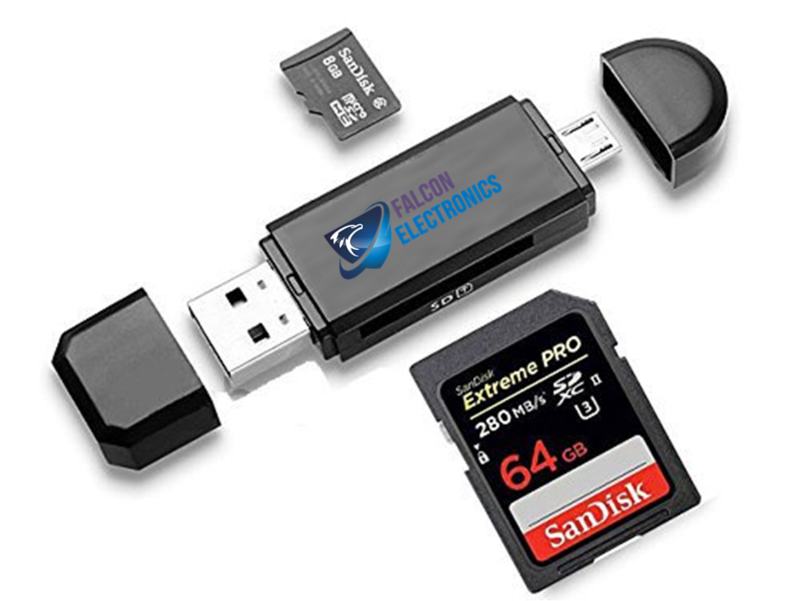 SanDisk
8GB
micro
SD
HC
FALCON
ELECTRONICS
SD
SanDisk
Extreme PRO
280 MB/s
SD
XC II
3
64 GB
SanDisk